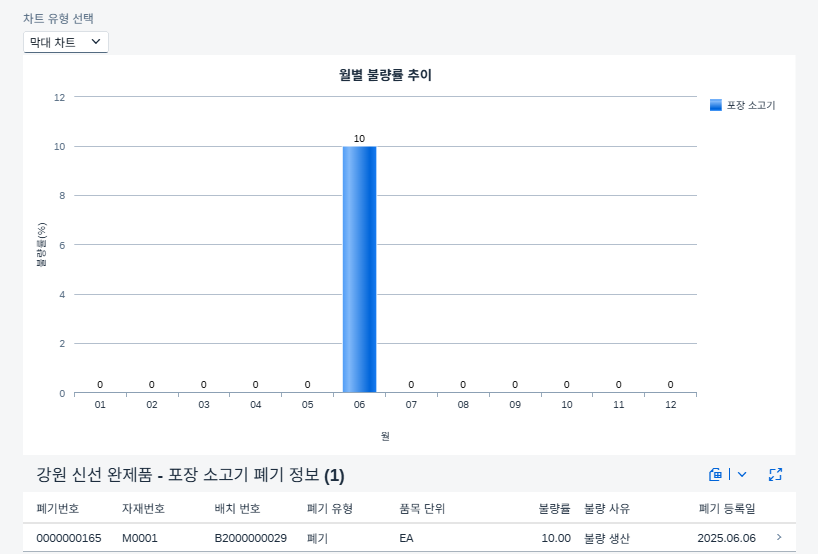 차트 유형 선택
막대 차트
월별 불량률 추이
포장 소고기
불량률(%)
12
10
8
6
4
2
0
0 0 0 0 0 10 0 0 0 0 0 0
01 02 03 04 05 06 07 08 09 10 11 12
월
강원 신선 완제품 - 포장 소고기 폐기 정보 (1)
폐기번호 자재번호 배치 번호 폐기 유형 품목 단위 불량률 불량 사유 폐기 등록일
0000000165 M0001 B2000000029 폐기 EA 10.00 불량 생산 2025.06.06